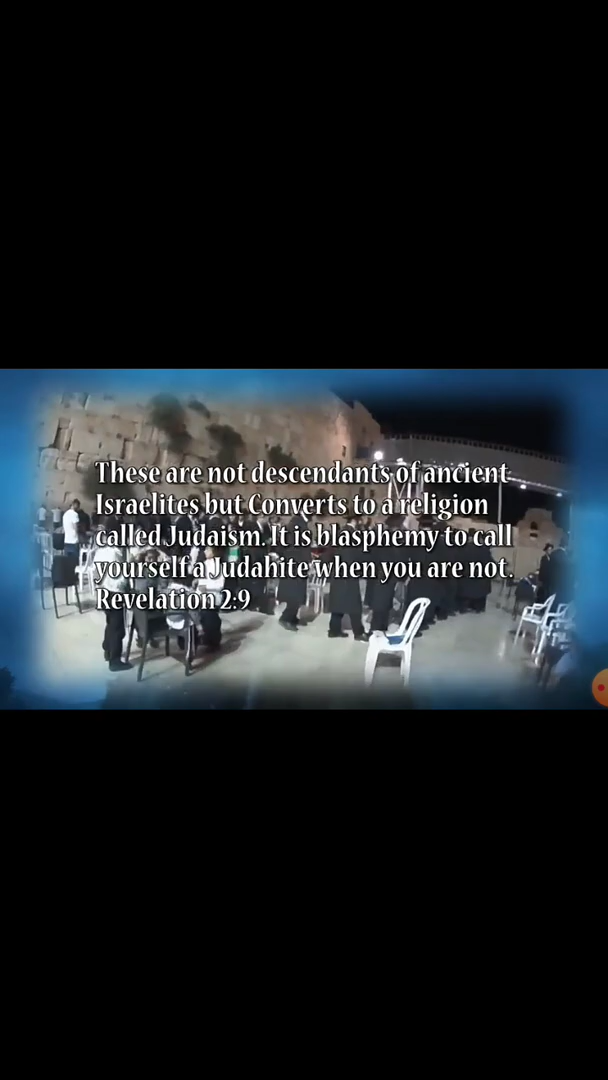 These are not descendants of ancient
Israelites but Converts to a religion
called Judaism. It is blasphemy to call
yourself a Judahite when you are not.
Revelation 2:9